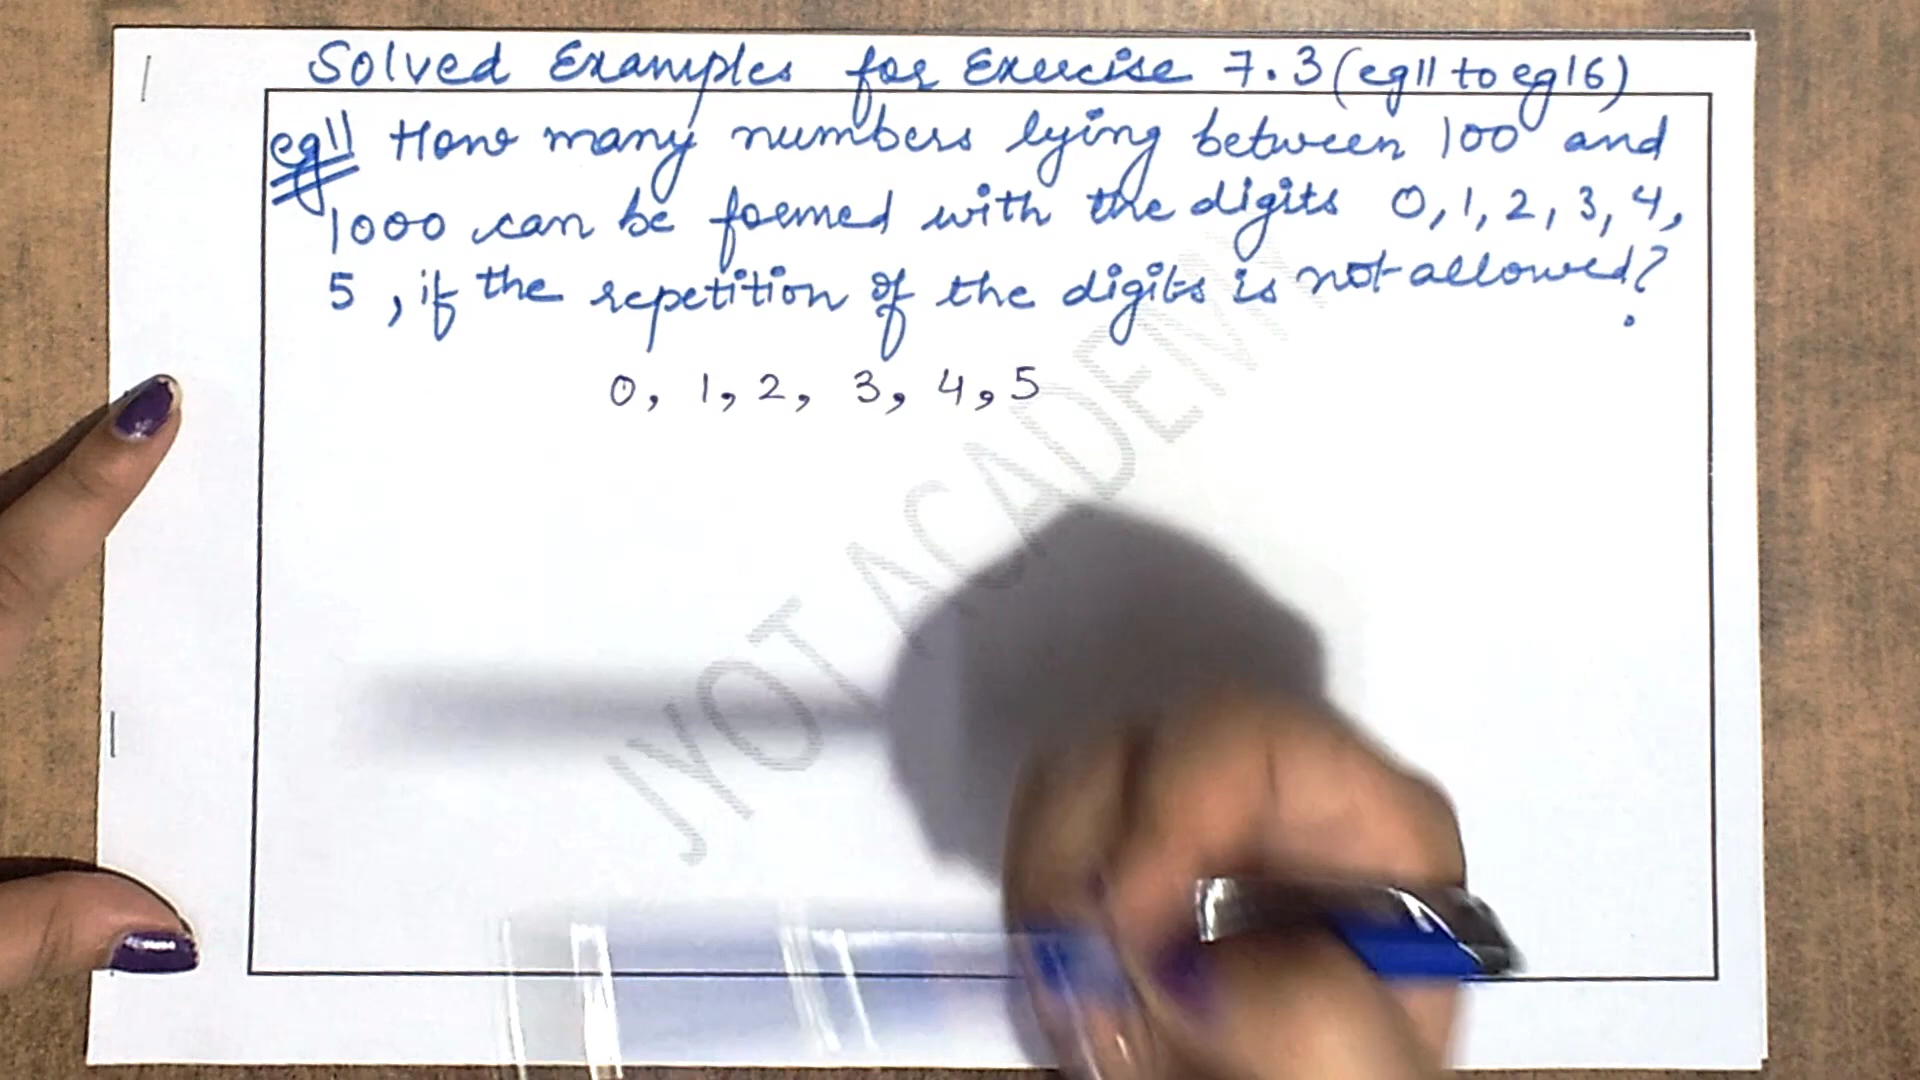 Solved Examples for Exercise 7.3 (eg11 to eg16)
eg11 How many numbers lying between 100 and
1000 can be formed with the digits 0, 1, 2, 3, 4,
5, if the repetition of the digits is not allowed?
0, 1, 2, 3, 4, 5
JYOT ACADEMY